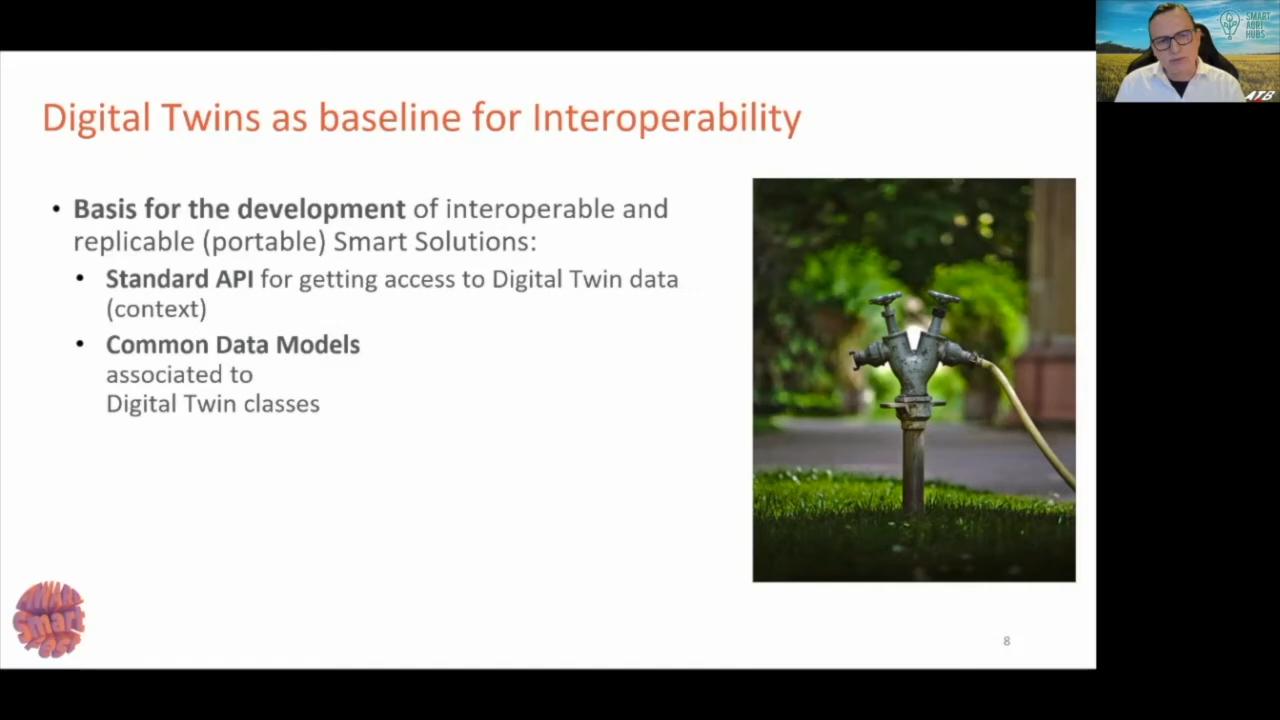 Digital Twins as baseline for Interoperability
• Basis for the development of interoperable and
replicable (portable) Smart Solutions:
• Standard API for getting access to Digital Twin data
(context)
• Common Data Models
associated to
Digital Twin classes
8
Smart
SMART
AGRI
HUBS
ATB